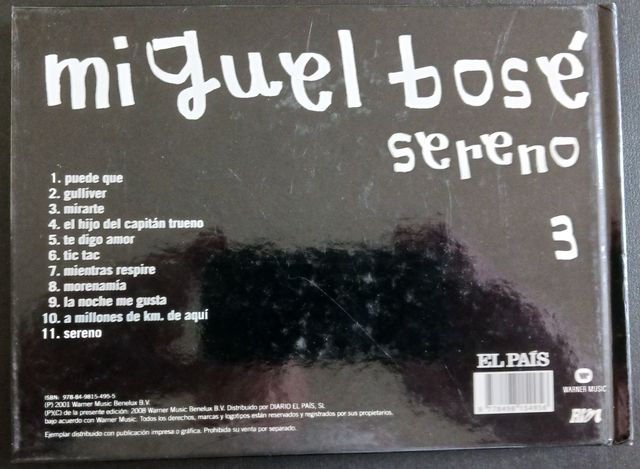 miguel bosé
sereno
3
1. puede que
2. gulliver
3. mirarte
4. el hijo del capitán trueno
5. te digo amor
6. tic tac
7. mientras respire
8. morenamía
9. la noche me gusta
10. a millones de km. de aquí
11. sereno
EL PAÍS
WARNER MUSIC
ISBN: 978-84-9815-495-5
(P) 2001 Warner Music Benelux B.V.
(P)(C) de la presente edición: 2008 Warner Music Benelux B.V. Distribuido por DIARIO EL PAÍS, SL
bajo acuerdo con Warner Music. Todos los derechos, marcas y logotipos están reservados y registrados por sus propietarios.
Ejemplar distribuido con publicación impresa o gráfica. Prohibida su venta por separado.